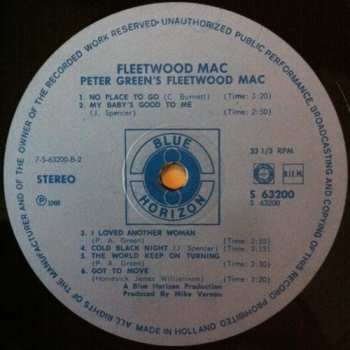 AND OF THE OWNER OF THE RECORDED WORK RESERVED·UNAUTHORIZED PUBLIC PERFORMANCE, BROADCASTING AND COPYING OF THIS RECORD PROHIBITED
ALL RIGHTS OF THE MANUFACTURER
MADE IN HOLLAND
FLEETWOOD MAC
PETER GREEN'S FLEETWOOD MAC
1. NO PLACE TO GO (C. Burnett) (Time: 3:20)
2. MY BABY'S GOOD TO ME
(J. Spencer) (Time: 2:50)
7-S-63200-B-2
STEREO
33 1/3 RPM
BLUE
HORIZON
B.I.E.M.
℗ 1968
S 63200
S 63200
3. I LOVED ANOTHER WOMAN
(P. A. Green) (Time: 2:50)
4. COLD BLACK NIGHT (J. Spencer) (Time: 3:15)
5. THE WORLD KEEP ON TURNING
(P. A. Green) (Time: 2:30)
6. GOT TO MOVE
(Homesick James Williamson) (Time: 3:20)
A Blue Horizon Production
Produced By Mike Vernon